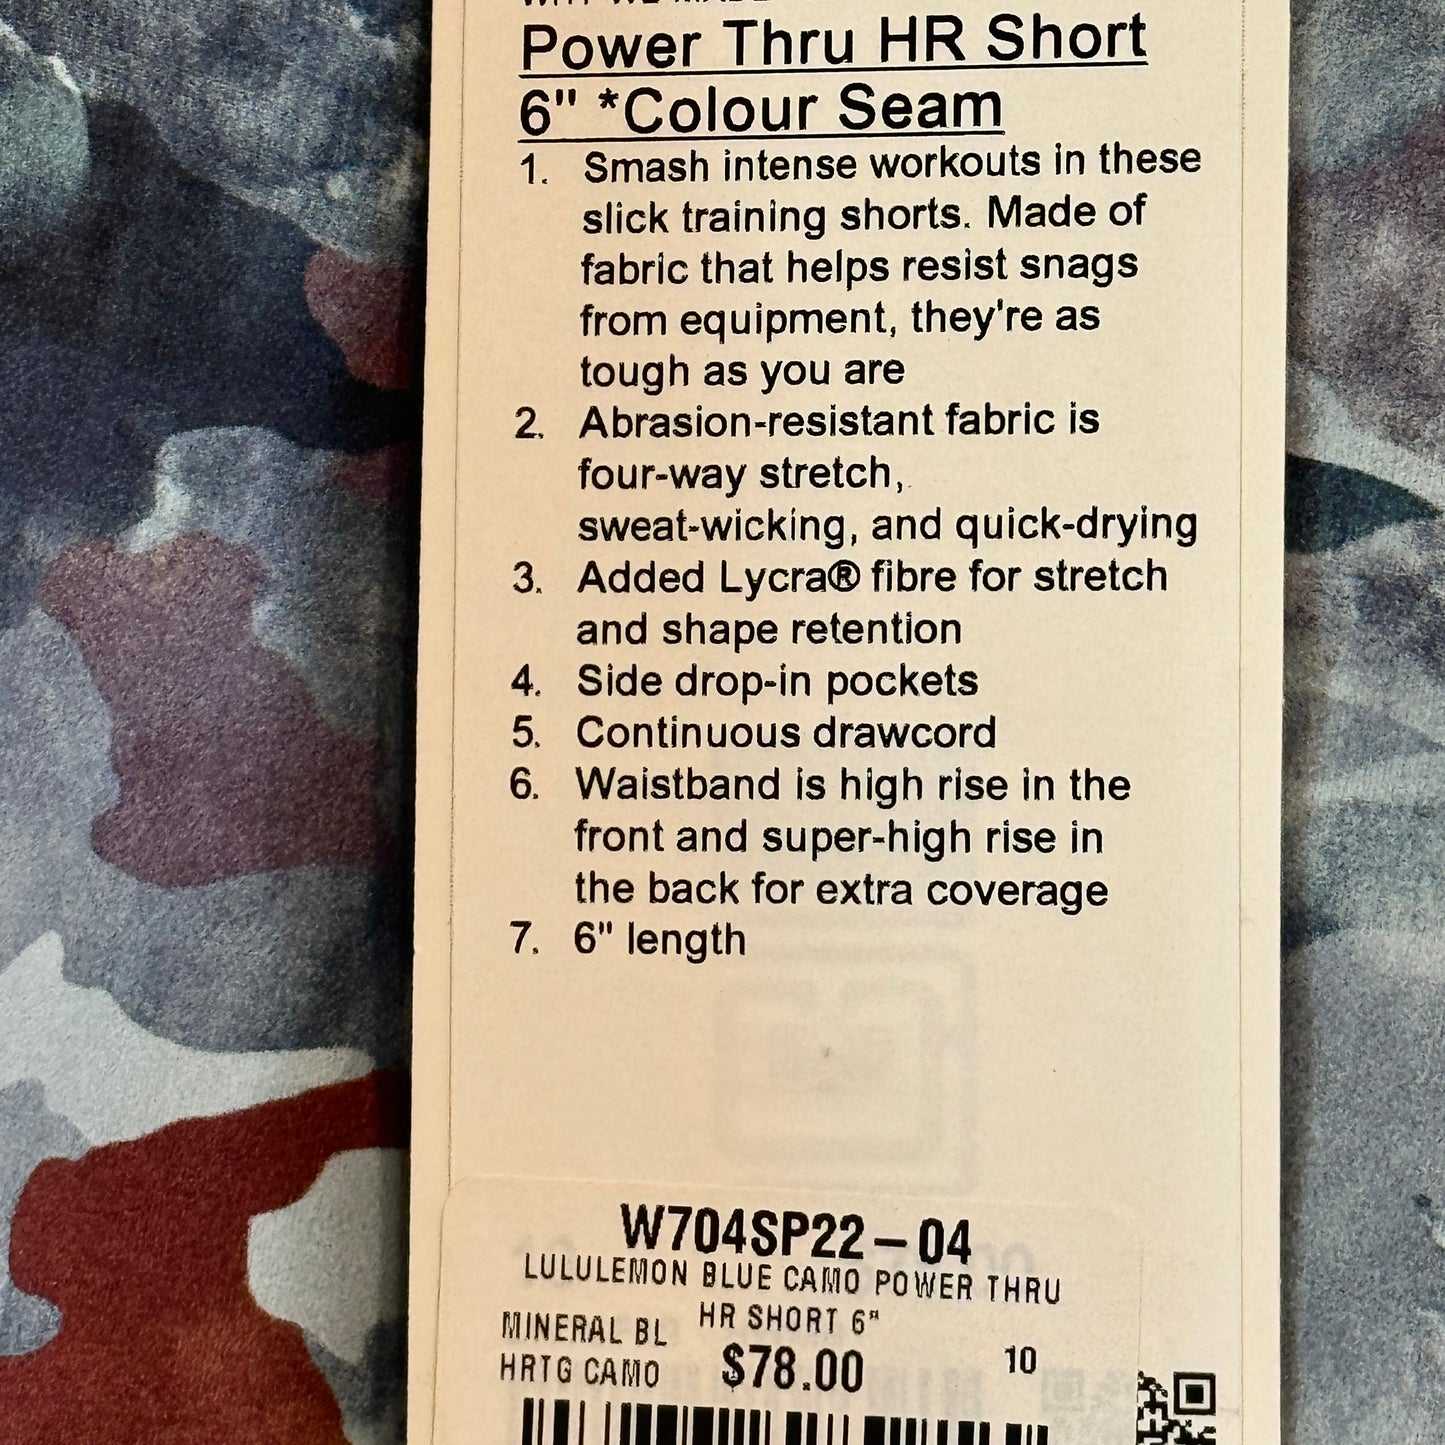 Power Thru HR Short
6" *Colour Seam
1. Smash intense workouts in these
slick training shorts. Made of
fabric that helps resist snags
from equipment, they're as
tough as you are
2. Abrasion-resistant fabric is
four-way stretch,
sweat-wicking, and quick-drying
3. Added Lycra® fibre for stretch
and shape retention
4. Side drop-in pockets
5. Continuous drawcord
6. Waistband is high rise in the
front and super-high rise in
the back for extra coverage
7. 6" length
W704SP22-04
LULULEMON BLUE CAMO POWER THRU
HR SHORT 6"
MINERAL BL
HRTG CAMO $78.00 10